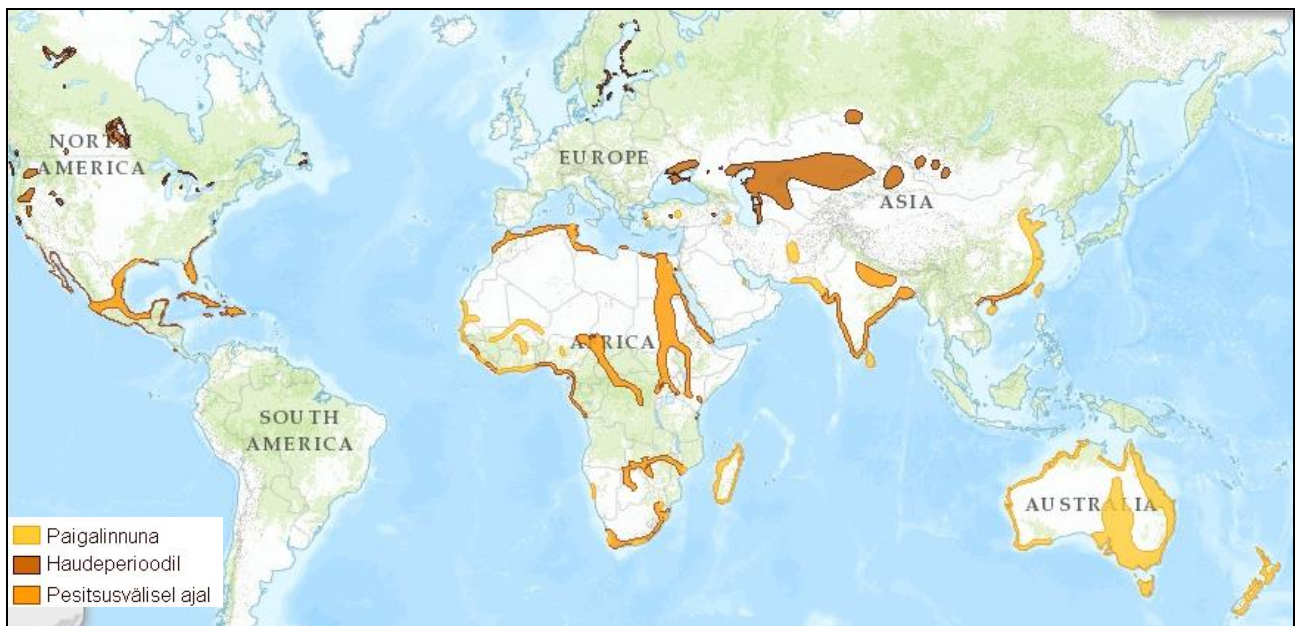 NORTH
AMERICA
EUROPE
ASIA
AFRICA
SOUTH
AMERICA
AUSTRALIA
Paigalinnuna
Haudeperioodil
Pesitsusvälisel ajal